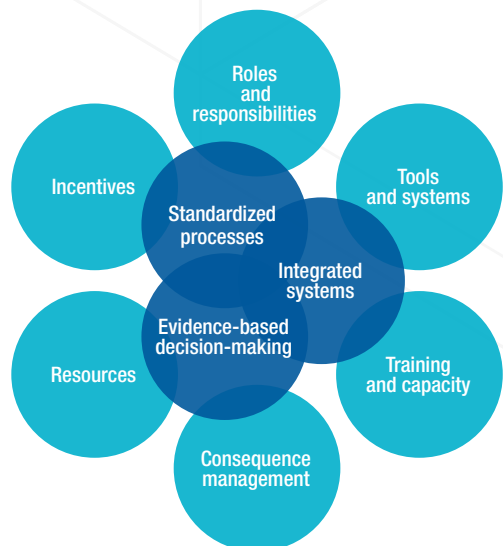 Roles
and
responsibilities
Incentives
Tools
and systems
Standardized
processes
Integrated
systems
Evidence-based
decision-making
Resources
Training
and capacity
Consequence
management